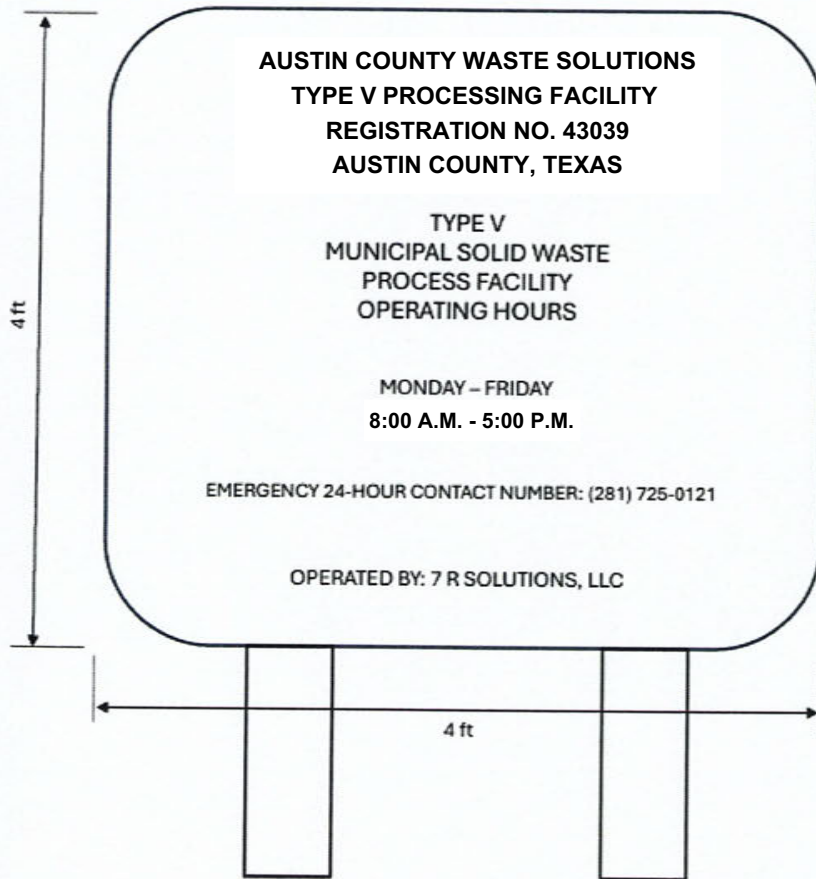 AUSTIN COUNTY WASTE SOLUTIONS
TYPE V PROCESSING FACILITY
REGISTRATION NO. 43039
AUSTIN COUNTY, TEXAS
TYPE V
MUNICIPAL SOLID WASTE
PROCESS FACILITY
OPERATING HOURS
4 ft
MONDAY – FRIDAY
8:00 A.M. - 5:00 P.M.
EMERGENCY 24-HOUR CONTACT NUMBER: (281) 725-0121
OPERATED BY: 7 R SOLUTIONS, LLC
4 ft